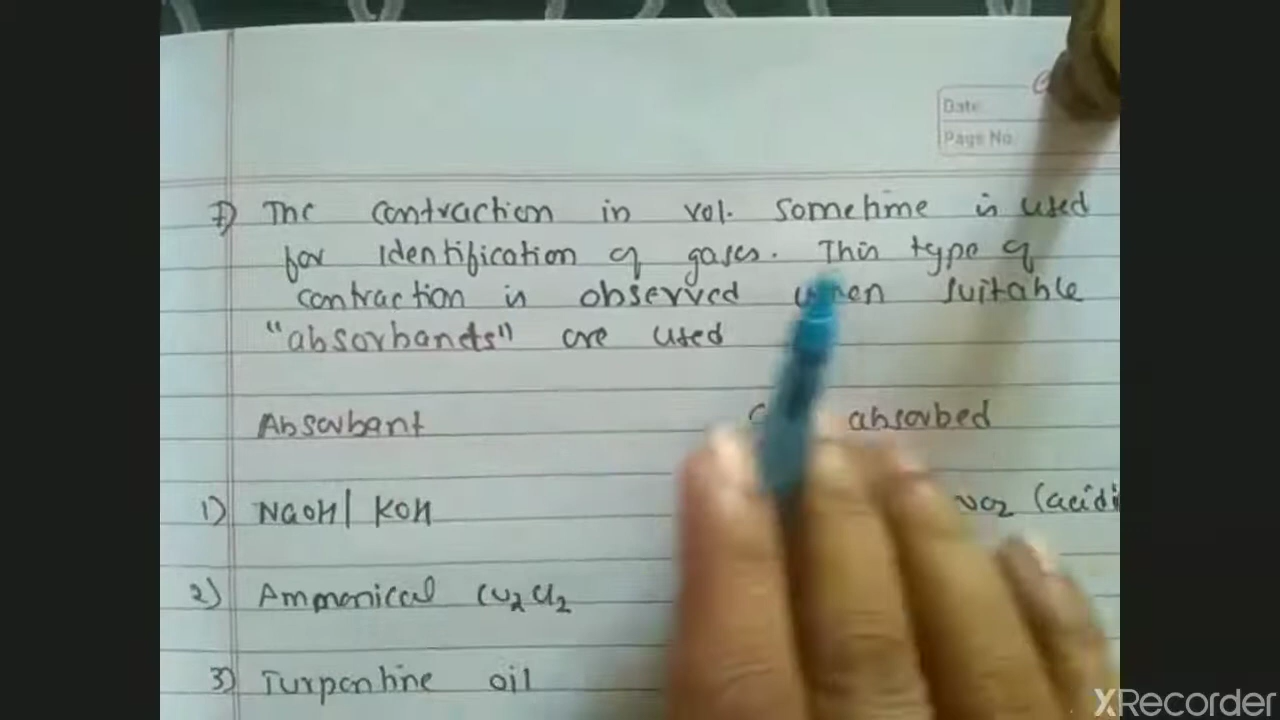 Date
Page No.
7) The contraction in vol. sometime is used
for identification of gases. This type of
contraction is observed when suitable
"absorbants" are used
Absorbant absorbed
1) NaOH/ KOH NO2 (acidi
2) Ammonical Cu2Cl2
3) Turpentine oil
XRecorder